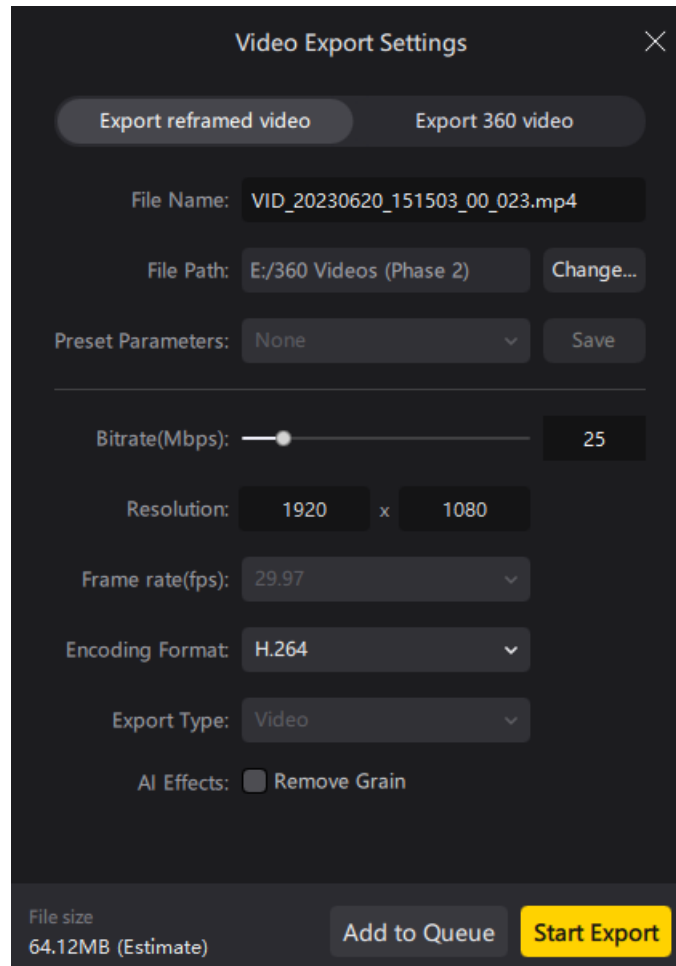 Video Export Settings
Export reframed video Export 360 video
File Name: VID_20230620_151503_00_023.mp4
File Path: E:/360 Videos (Phase 2) Change...
Preset Parameters: None Save
Bitrate(Mbps): 25
Resolution: 1920 x 1080
Frame rate(fps): 29.97
Encoding Format: H.264
Export Type: Video
AI Effects: Remove Grain
File size
64.12MB (Estimate) Add to Queue Start Export